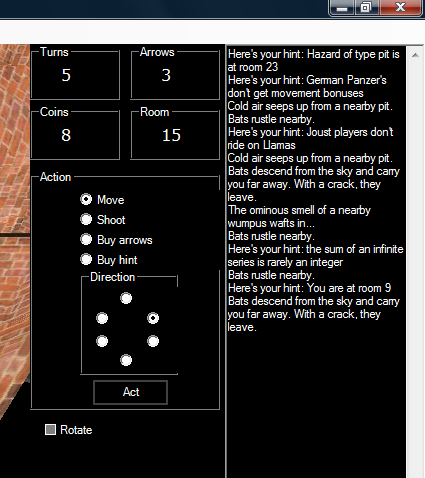 Turns
5
Arrows
3
Coins
8
Room
15
Action
Move
Shoot
Buy arrows
Buy hint
Direction
Act
Rotate
Here's your hint: Hazard of type pit is
at room 23
Here's your hint: German Panzer's
don't get movement bonuses
Cold air seeps up from a nearby pit.
Bats rustle nearby.
Here's your hint: Joust players don't
ride on Llamas
Cold air seeps up from a nearby pit.
Bats descend from the sky and carry
you far away. With a crack, they
leave.
The ominous smell of a nearby
wumpus wafts in...
Bats rustle nearby.
Here's your hint: the sum of an infinite
series is rarely an integer
Bats rustle nearby.
Here's your hint: You are at room 9
Bats descend from the sky and carry
you far away. With a crack, they
leave.